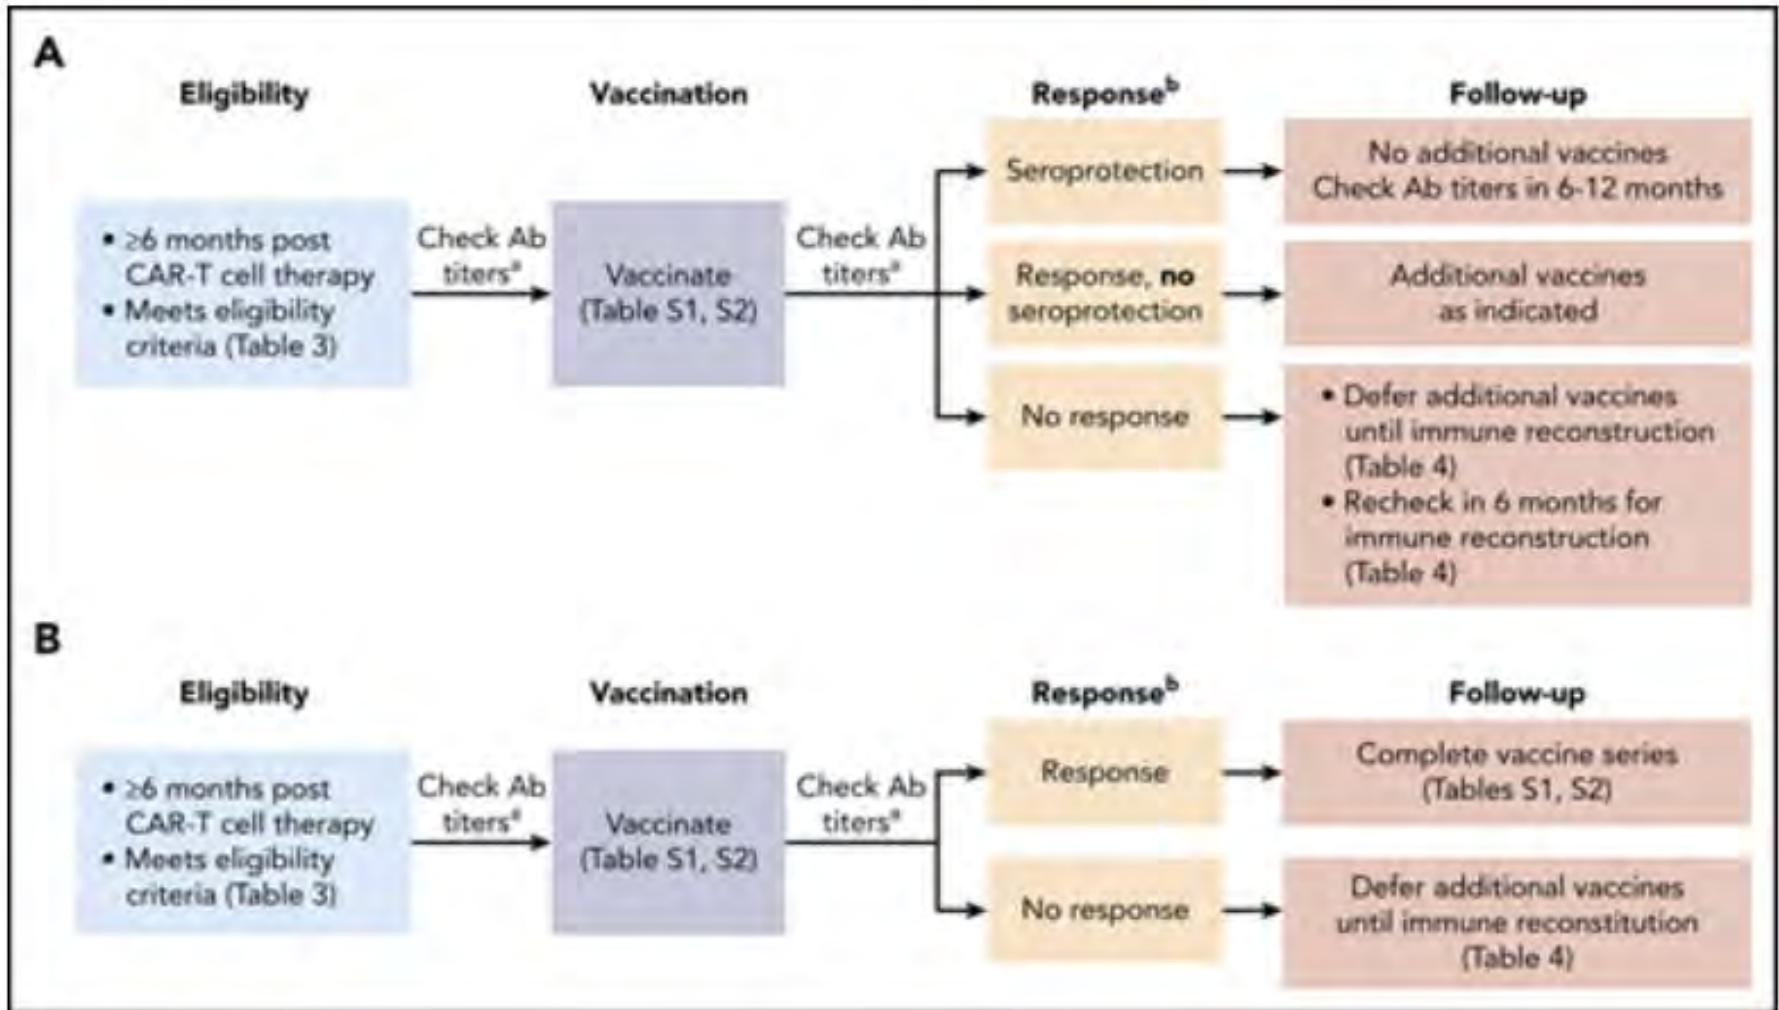 A
Eligibility
Vaccination
Responseᵇ
Follow-up
• ≥6 months post
CAR-T cell therapy
• Meets eligibility
criteria (Table 3)
Check Ab
titersᵃ
Vaccinate
(Table S1, S2)
Check Ab
titersᵃ
Seroprotection
No additional vaccines
Check Ab titers in 6-12 months
Response, no
seroprotection
Additional vaccines
as indicated
No response
• Defer additional vaccines
until immune reconstruction
(Table 4)
• Recheck in 6 months for
immune reconstruction
(Table 4)
B
Eligibility
Vaccination
Responseᵇ
Follow-up
• ≥6 months post
CAR-T cell therapy
• Meets eligibility
criteria (Table 3)
Check Ab
titersᵃ
Vaccinate
(Table S1, S2)
Check Ab
titersᵃ
Response
Complete vaccine series
(Tables S1, S2)
No response
Defer additional vaccines
until immune reconstitution
(Table 4)